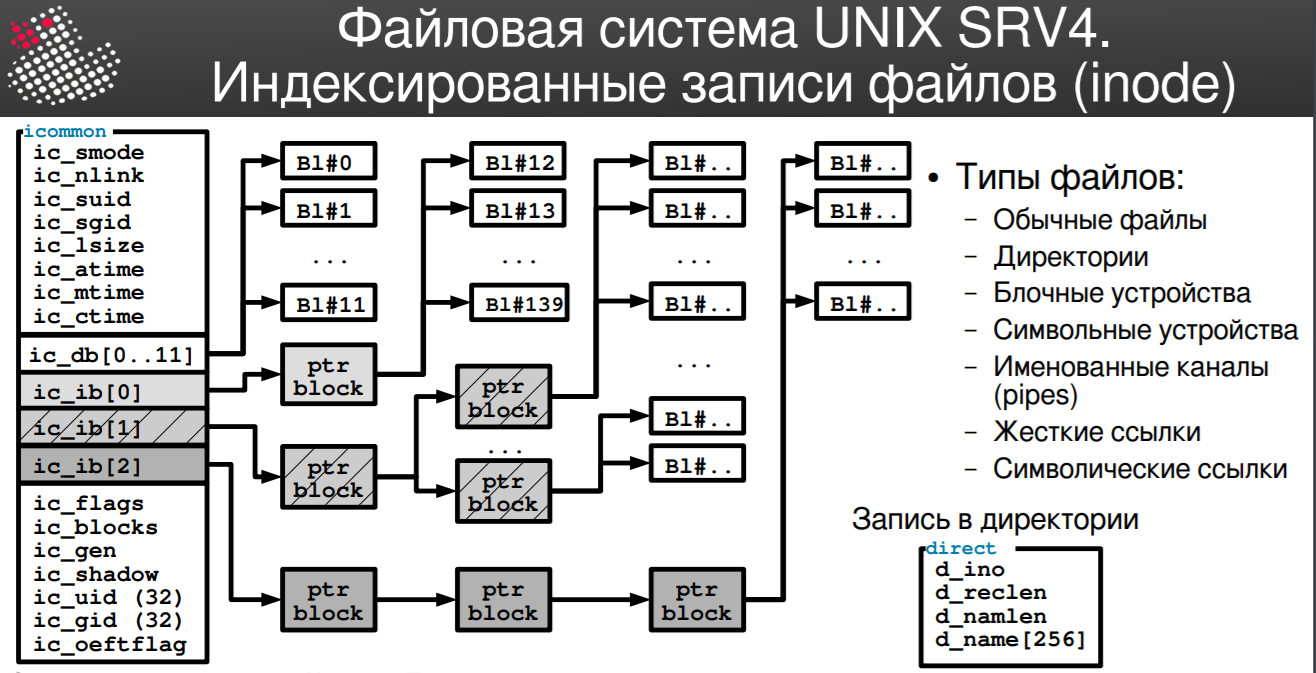 Файловая система UNIX SRV4.
Индексированные записи файлов (inode)
icommon
ic_smode
ic_nlink
ic_suid
ic_sgid
ic_lsize
ic_atime
ic_mtime
ic_ctime
ic_db[0..11]
ic_ib[0]
ic_ib[1]
ic_ib[2]
ic_flags
ic_blocks
ic_gen
ic_shadow
ic_uid (32)
ic_gid (32)
ic_oeftflag
Bl#0
Bl#1
...
Bl#11
ptr
block
ptr
block
ptr
block
Bl#12
Bl#13
...
Bl#139
ptr
block
...
ptr
block
ptr
block
Bl#..
Bl#..
...
Bl#..
...
Bl#..
Bl#..
ptr
block
Bl#..
Bl#..
...
Bl#..
• Типы файлов:
– Обычные файлы
– Директории
– Блочные устройства
– Символьные устройства
– Именованные каналы
(pipes)
– Жесткие ссылки
– Символические ссылки
Запись в директории
direct
d_ino
d_reclen
d_namlen
d_name[256]